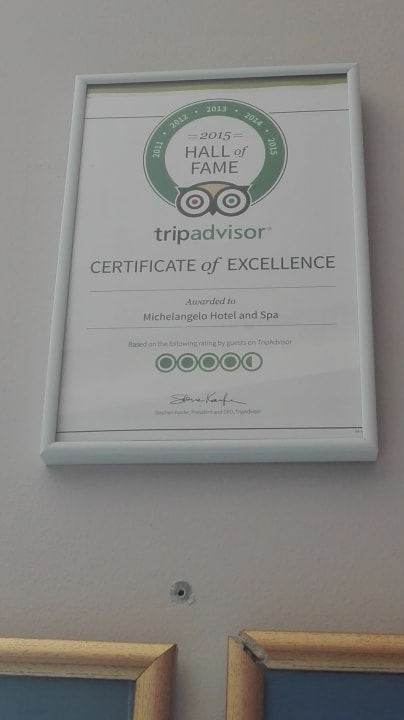 2011 • 2012 • 2013 • 2014 • 2015
2015
HALL of
FAME
tripadvisor®
CERTIFICATE of EXCELLENCE
Awarded to
Michelangelo Hotel and Spa
Based on the following rating by guests on TripAdvisor
Stephen Kaufer, President and CEO, TripAdvisor